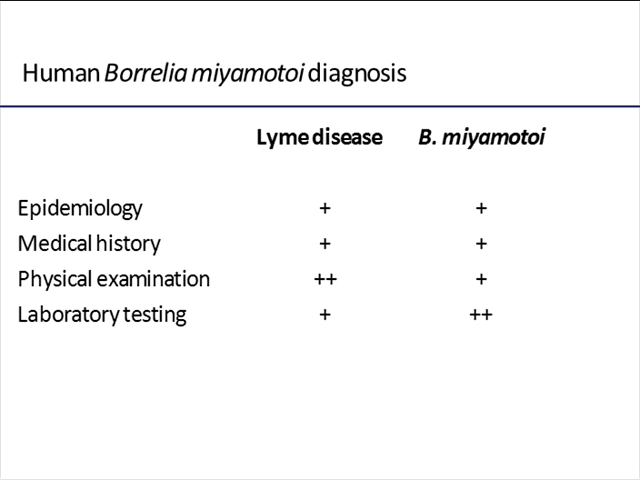 Human Borrelia miyamotoi diagnosis
Lyme disease B. miyamotoi
Epidemiology + +
Medical history + +
Physical examination ++ +
Laboratory testing + ++